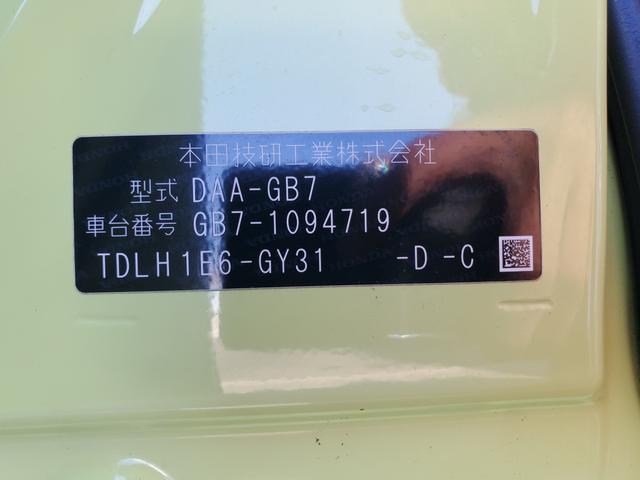 本田技研工業株式会社
型式 DAA-GB7
車台番号 GB7-1094719
TDLH1E6-GY31 -D -C